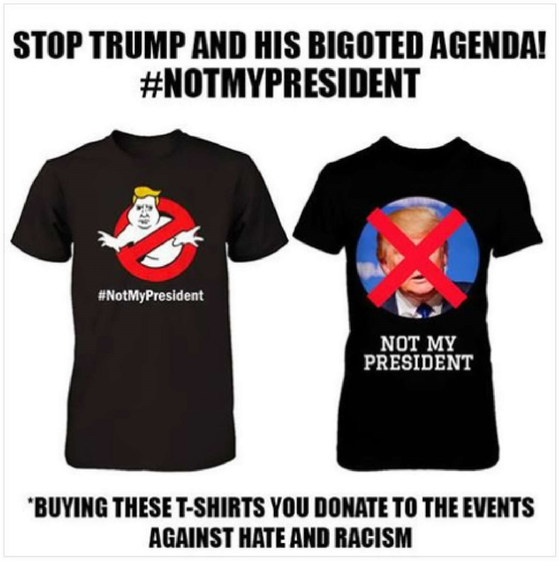 STOP TRUMP AND HIS BIGOTED AGENDA!
#NOTMYPRESIDENT
#NotMyPresident
NOT MY
PRESIDENT
*BUYING THESE T-SHIRTS YOU DONATE TO THE EVENTS
AGAINST HATE AND RACISM